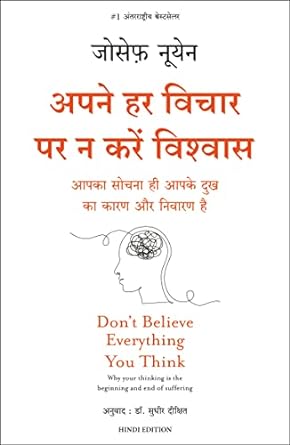 #1 अंतरराष्ट्रीय बेस्टसेलर
जोसेफ़ नूयेन
अपने हर विचार
पर न करें विश्वास
आपका सोचना ही आपके दुख
का कारण और निवारण है
Don't Believe
Everything
You Think
Why your thinking is the
beginning and end of suffering
अनुवाद : डॉ. सुधीर दीक्षित
HINDI EDITION